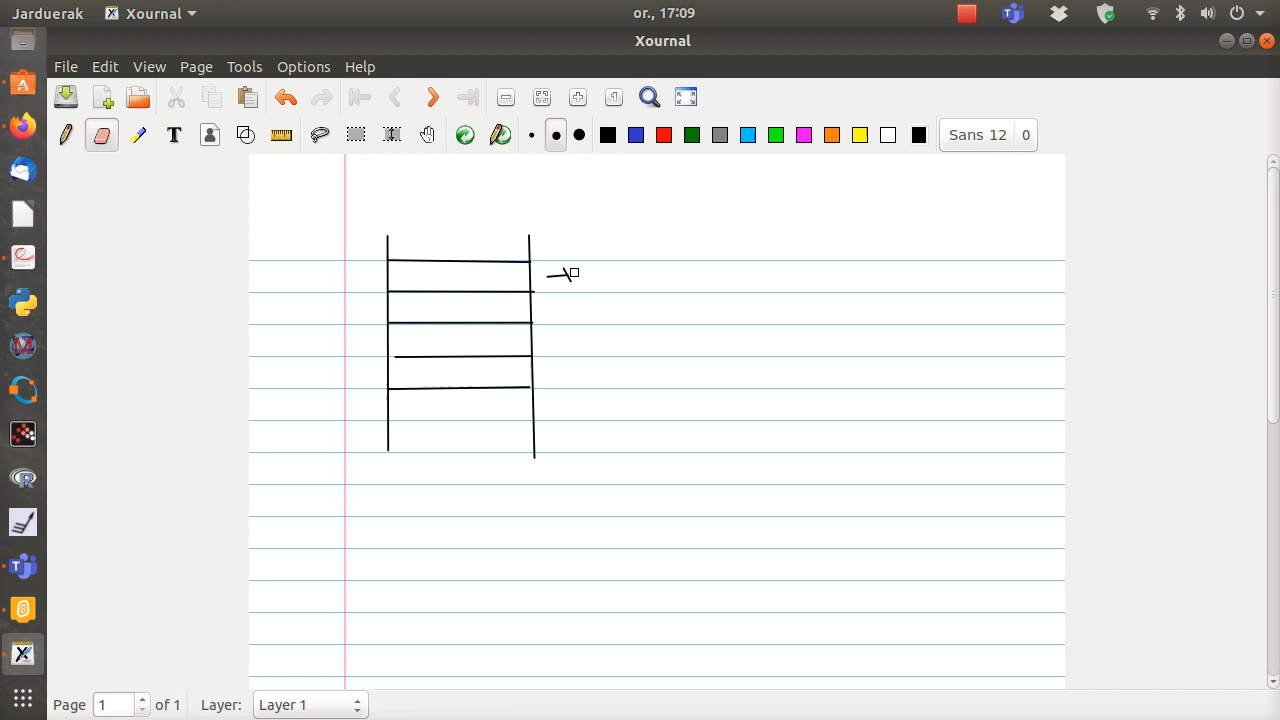 Jarduerak Xournal or., 17:09
Xournal
File Edit View Page Tools Options Help
Sans 12 0
Page 1 of 1 Layer: Layer 1